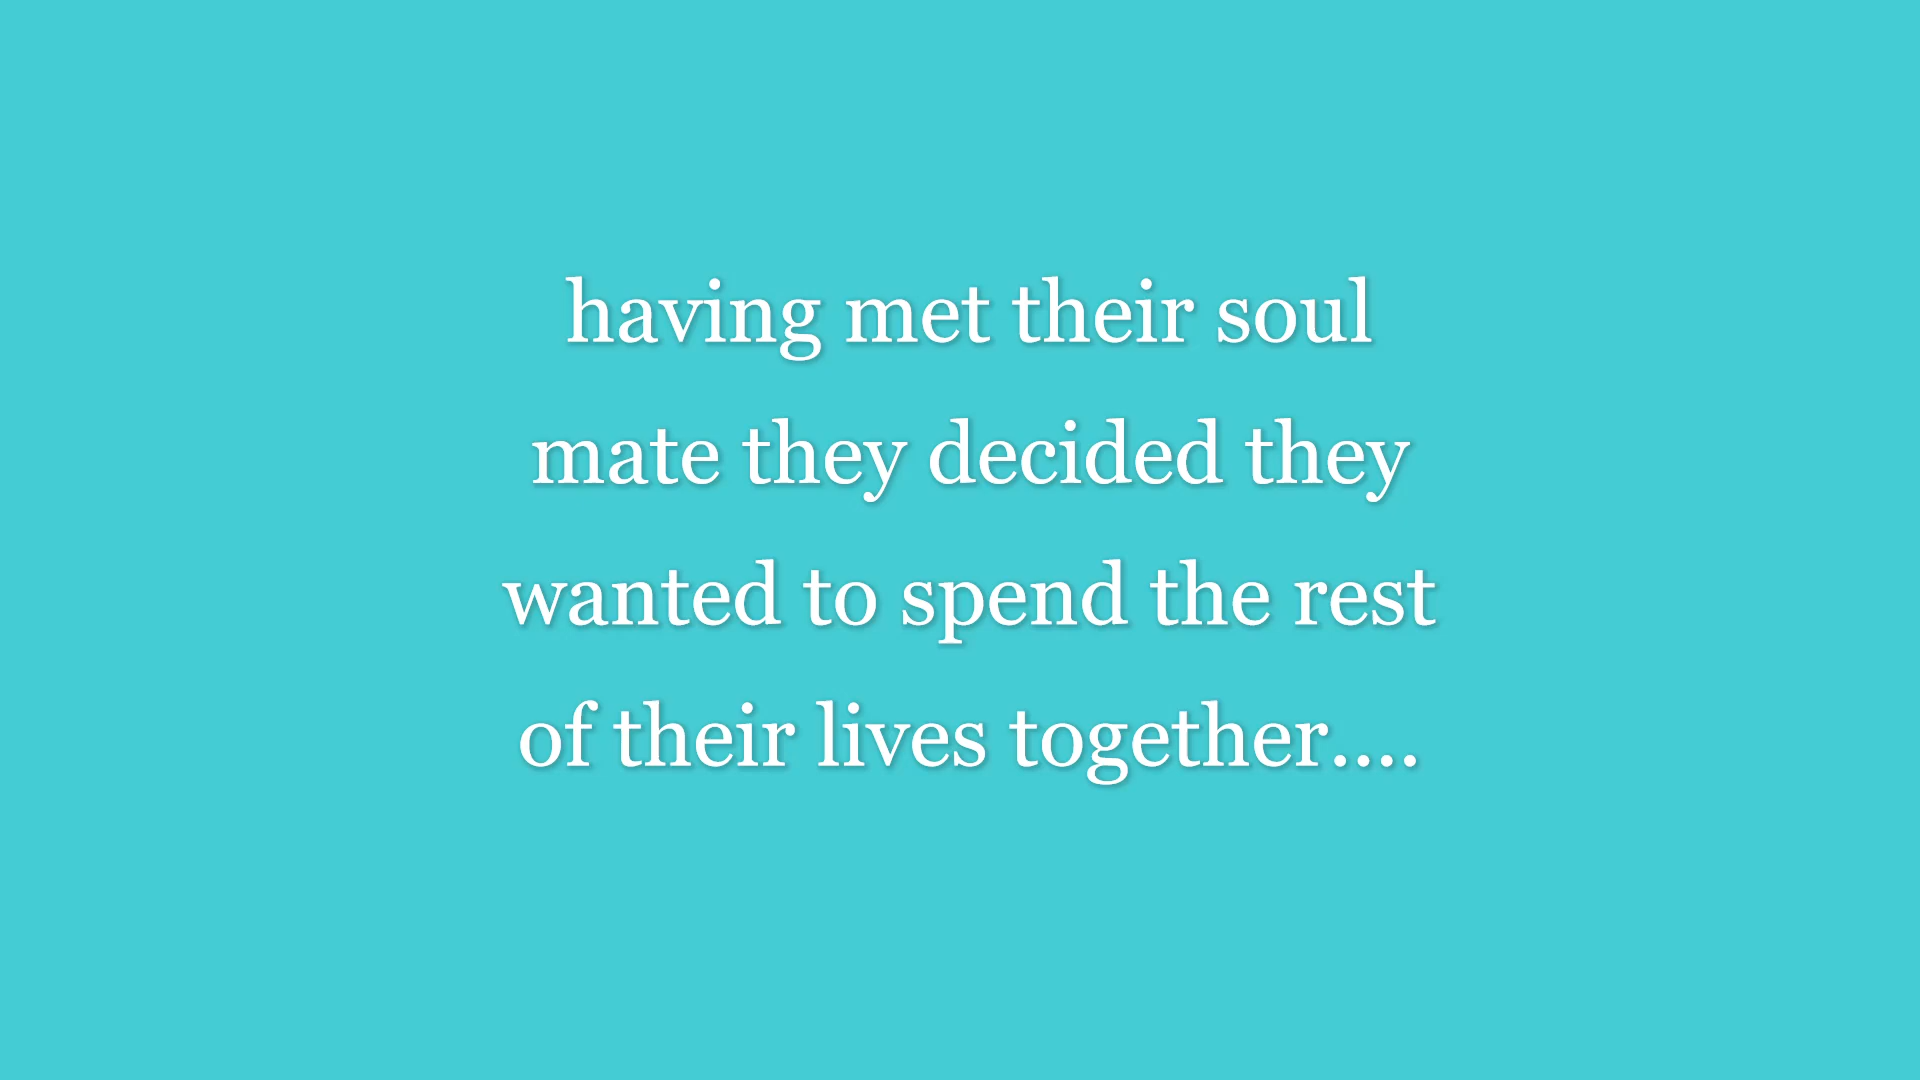 having met their soul
mate they decided they
wanted to spend the rest
of their lives together....